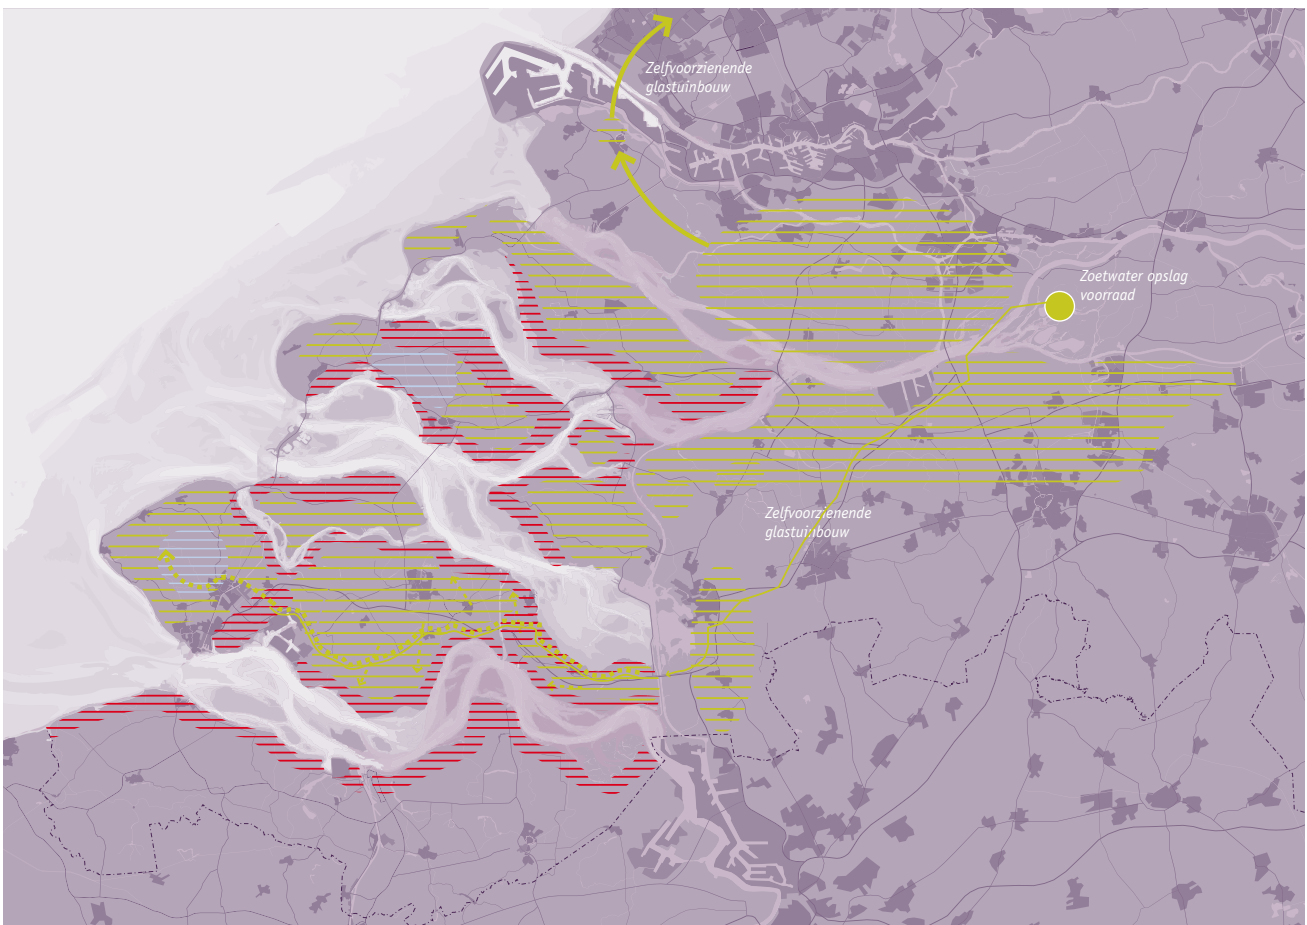 Zelfvoorzienende
glastuinbouw
Zoetwater opslag
voorraad
Zelfvoorzienende
glastuinbouw